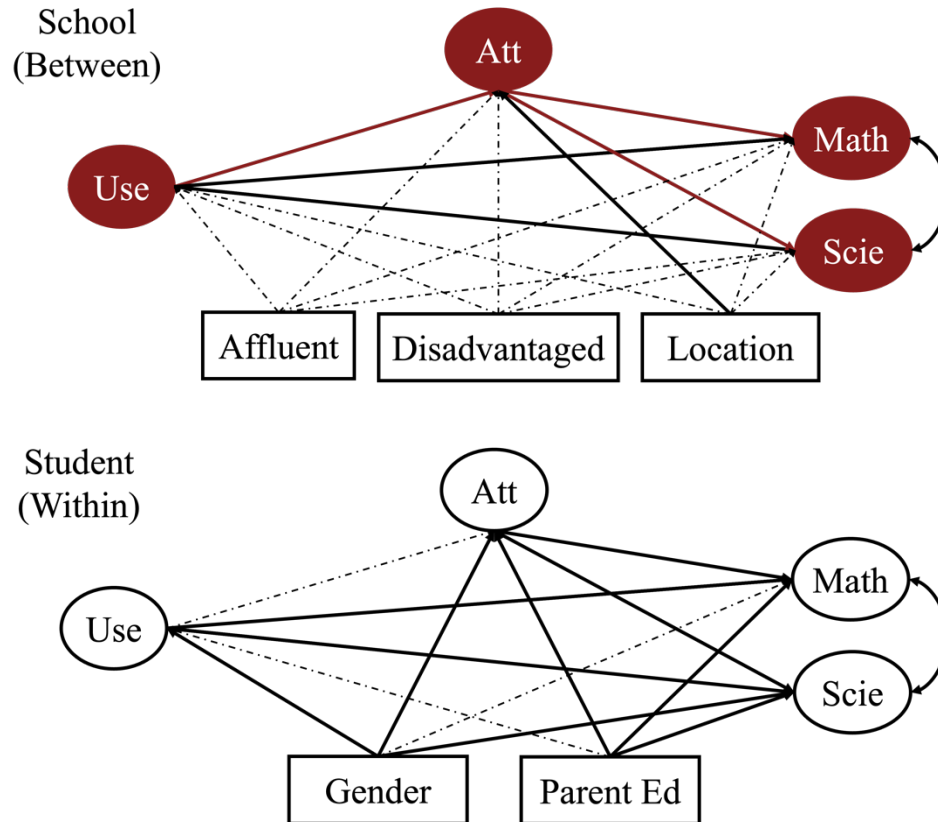 School
(Between)
Att
Math
Use
Scie
Affluent
Disadvantaged
Location
Student
(Within)
Att
Math
Use
Scie
Gender
Parent Ed